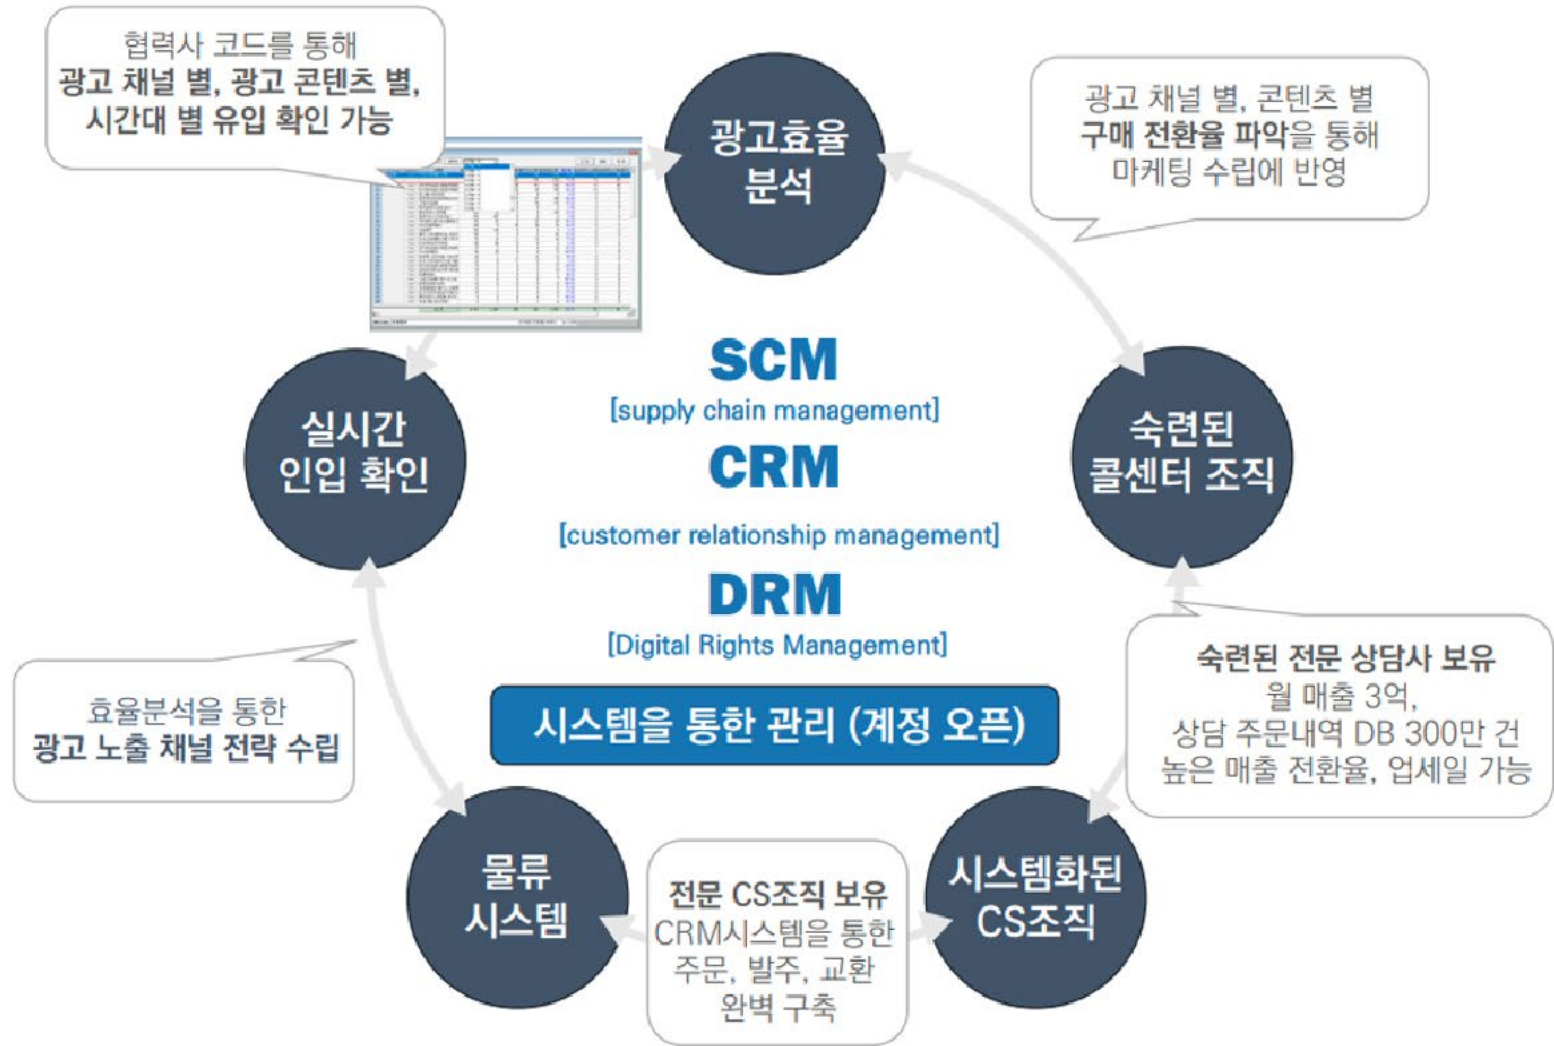 협력사 코드를 통해
광고 채널 별, 광고 콘텐츠 별,
시간대 별 유입 확인 가능
광고효율
분석
광고 채널 별, 콘텐츠 별
구매 전환율 파악을 통해
마케팅 수립에 반영
실시간
인입 확인
SCM
[supply chain management]
CRM
[customer relationship management]
DRM
[Digital Rights Management]
시스템을 통한 관리 (계정 오픈)
숙련된
콜센터 조직
효율분석을 통한
광고 노출 채널 전략 수립
숙련된 전문 상담사 보유
월 매출 3억,
상담 주문내역 DB 300만 건
높은 매출 전환율, 업세일 가능
물류
시스템
전문 CS조직 보유
CRM시스템을 통한
주문, 발주, 교환
완벽 구축
시스템화된
CS조직